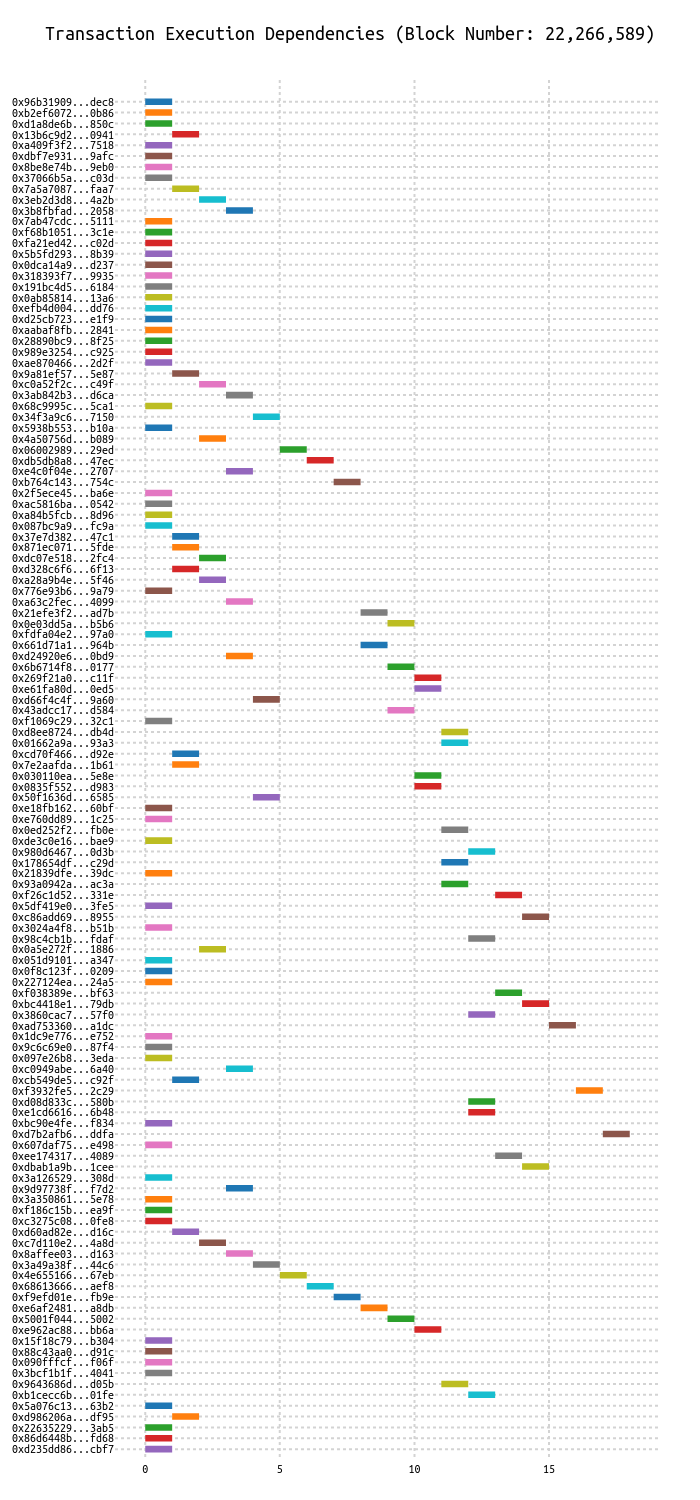 Transaction Execution Dependencies (Block Number: 22,266,589)
0x96b31909...dec8
0xb2ef6072...0b86
0xd1a8de6b...850c
0x13b6c9d2...0941
0xa409f3f2...7518
0xdbf7e931...9afc
0x8be8e74b...9eb0
0x37066b5a...c03d
0x7a5a7087...faa7
0x3eb2d3d8...4a2b
0x3b8fbfad...2058
0x7ab47cdc...5111
0xf68b1051...3c1e
0xfa21ed42...c02d
0x5b5fd293...8b39
0x0dca14a9...d237
0x318393f7...9935
0x191bc4d5...6184
0x0ab85814...13a6
0xefb4d004...dd76
0xd25cb723...e1f9
0xaabaf8fb...2841
0x28890bc9...8f25
0x989e3254...c925
0xae870466...2d2f
0x9a81ef57...5e87
0xc0a52f2c...c49f
0x3ab842b3...d6ca
0x68c9995c...5ca1
0x34f3a9c6...7150
0x5938b553...b10a
0x4a50756d...b089
0x06002989...29ed
0xdb5db8a8...47ec
0xe4c0f04e...2707
0xb764c143...754c
0x2f5ece45...ba6e
0xac5816ba...0542
0xa84b5fcb...8d96
0x087bc9a9...fc9a
0x37e7d382...47c1
0x871ec071...5fde
0xdc07e518...2fc4
0xd328c6f6...6f13
0xa28a9b4e...5f46
0x776e93b6...9a79
0xa63c2fec...4099
0x21efe3f2...ad7b
0x0e03dd5a...b5b6
0xfdfa04e2...97a0
0x661d71a1...964b
0xd24920e6...0bd9
0x6b6714f8...0177
0x269f21a0...c11f
0xe61fa80d...0ed5
0xd66f4c4f...9a60
0x43adcc17...d584
0xf1069c29...32c1
0xd8ee8724...db4d
0x01662a9a...93a3
0xcd70f466...d92e
0x7e2aafda...1b61
0x030110ea...5e8e
0x0835f552...d983
0x50f1636d...6585
0xe18fb162...60bf
0xe760dd89...1c25
0x0ed252f2...fb0e
0xde3c0e16...bae9
0x980d6467...0d3b
0x178654df...c29d
0x21839dfe...39dc
0x93a0942a...ac3a
0xf26c1d52...331e
0x5df419e0...3fe5
0xc86add69...8955
0x3024a4f8...b51b
0x98c4cb1b...fdaf
0x0a5e272f...1886
0x051d9101...a347
0x0f8c123f...0209
0x227124ea...24a5
0xf038389e...bf63
0xbc4418e1...79db
0x3860cac7...57f0
0xad753360...a1dc
0x1dc9e776...e752
0x9c6c69e0...87f4
0x097e26b8...3eda
0xc0949abe...6a40
0xcb549de5...c92f
0xf3932fe5...2c29
0xd08d833c...580b
0xe1cd6616...6b48
0xbc90e4fe...f834
0xd7b2afb6...ddfa
0x607daf75...e498
0xee174317...4089
0xdbab1a9b...1cee
0x3a126529...308d
0x9d97738f...f7d2
0x3a350861...5e78
0xf186c15b...ea9f
0xc3275c08...0fe8
0xd60ad82e...d16c
0xc7d110e2...4a8d
0x8affee03...d163
0x3a49a38f...44c6
0x4e655166...67eb
0x68613666...aef8
0xf9efd01e...fb9e
0xe6af2481...a8db
0x5001f044...5002
0xe962ac88...bb6a
0x15f18c79...b304
0x88c43aa0...d91c
0x090fffcf...f06f
0x3bcf1b1f...4041
0x9643686d...d05b
0xb1cecc6b...01fe
0x5a076c13...63b2
0xd986206a...df95
0x22635229...3ab5
0x86d6448b...fd68
0xd235dd86...cbf7
0 5 10 15